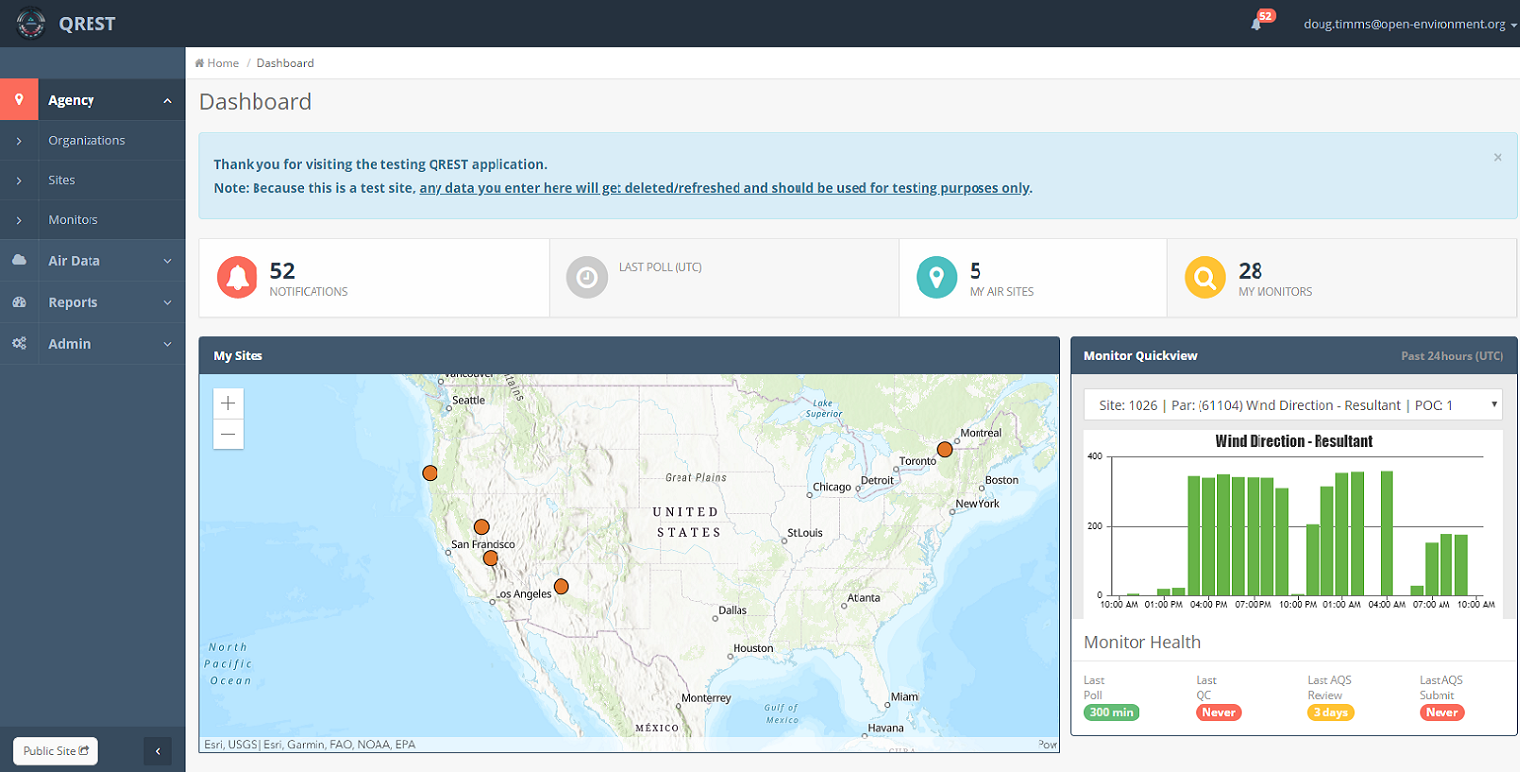 QREST
52
doug.timms@open-environment.org
Home / Dashboard
Agency
Organizations
Sites
Monitors
Air Data
Reports
Admin
Public Site
Dashboard
Thank you for visiting the testing QREST application.
Note: Because this is a test site, any data you enter here will get deleted/refreshed and should be used for testing purposes only.
×
52
NOTIFICATIONS
LAST POLL (UTC)
5
MY AIR SITES
28
MY MONITORS
My Sites
+
−
Vancouver
Seattle
Lake
Superior
Montreal
Toronto
Great Plains
Chicago
Detroit
Boston
New York
UNITED
STATES
St Louis
San Francisco
Los Angeles
Atlanta
Dallas
Houston
North
Pacific
Ocean
Monterrey
Miami
Gulf of
Mexico
MÉXICO
Havana
CUBA
Esri, USGS | Esri, Garmin, FAO, NOAA, EPA
Pow
Monitor Quickview
Past 24 hours (UTC)
Site: 1026 | Par: (61104) Wind Direction - Resultant | POC: 1
Wind Direction - Resultant
400
200
0
10:00 AM 01:00 PM 04:00 PM 07:00 PM 10:00 PM 01:00 AM 04:00 AM 07:00 AM 10:00 AM
Monitor Health
Last
Poll
300 min
Last
QC
Never
Last AQS
Review
3 days
Last AQS
Submit
Never